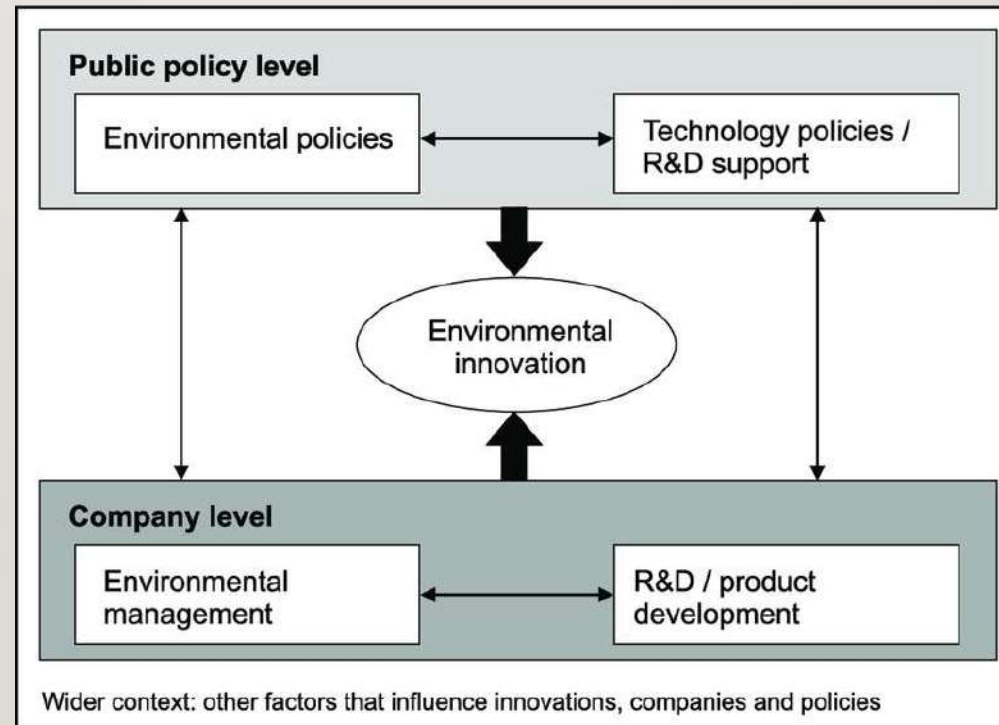 Public policy level
Environmental policies
Technology policies /
R&D support
Environmental
innovation
Company level
Environmental
management
R&D / product
development
Wider context: other factors that influence innovations, companies and policies